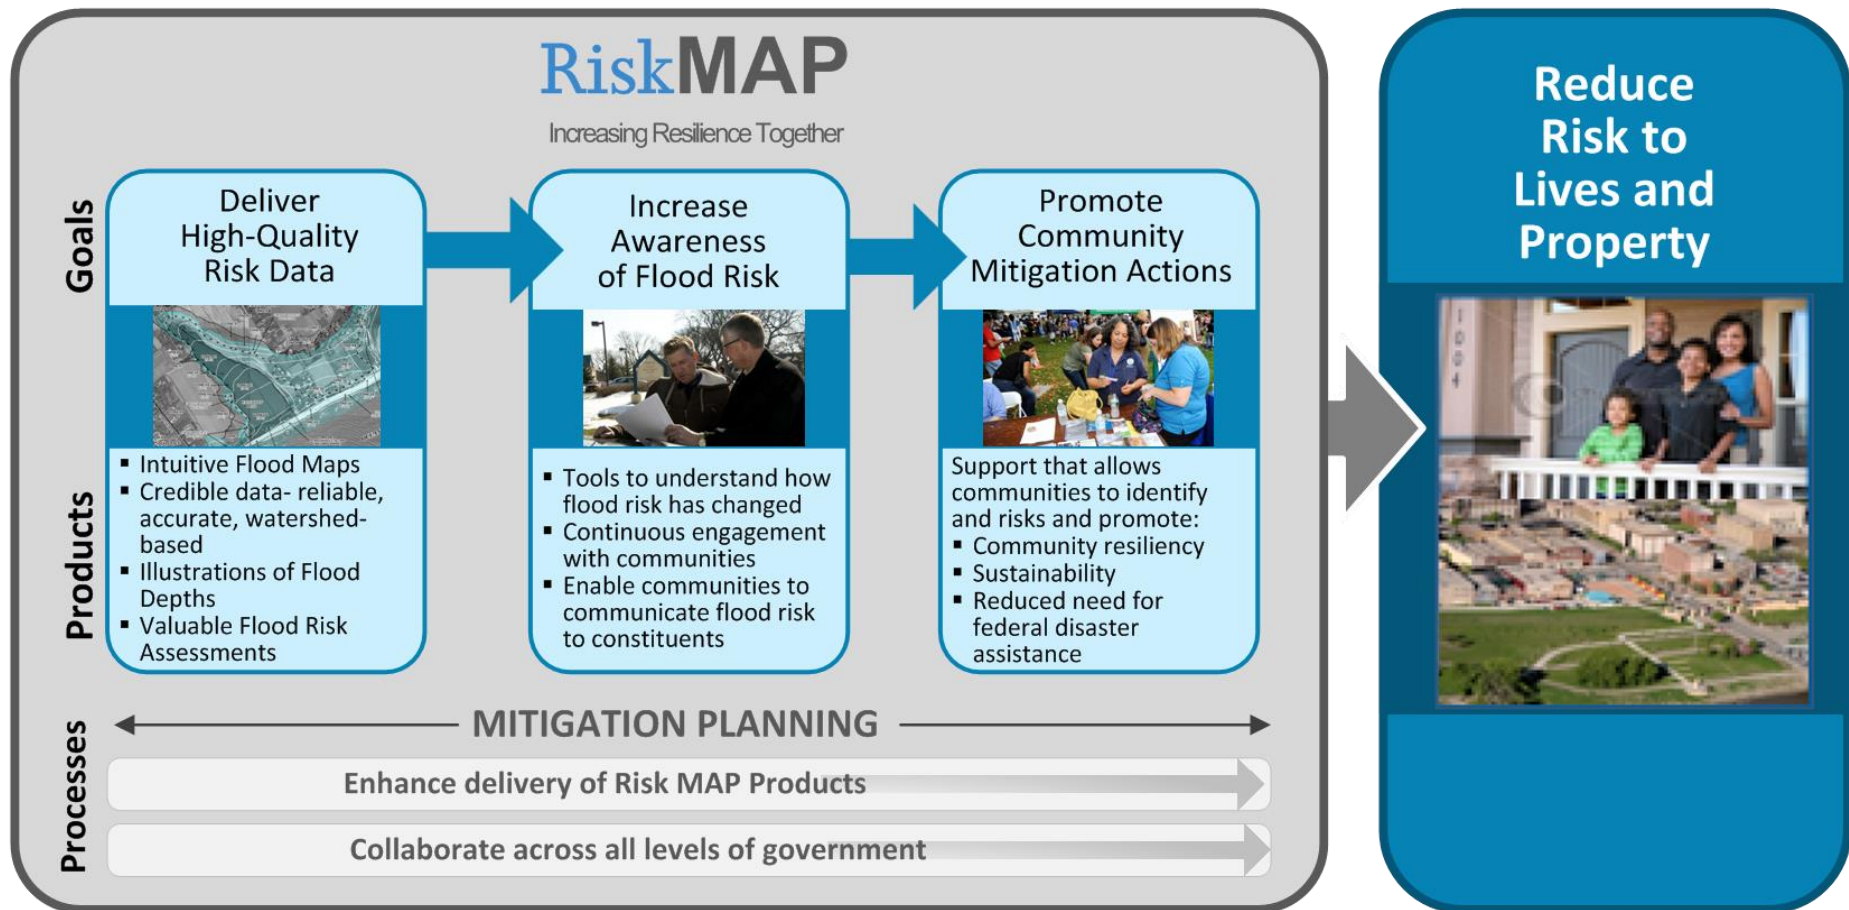 RiskMAP
Increasing Resilience Together
Goals
Deliver
High-Quality
Risk Data
Increase
Awareness
of Flood Risk
Promote
Community
Mitigation Actions
Products
▪ Intuitive Flood Maps
▪ Credible data- reliable,
accurate, watershed-
based
▪ Illustrations of Flood
Depths
▪ Valuable Flood Risk
Assessments
▪ Tools to understand how
flood risk has changed
▪ Continuous engagement
with communities
▪ Enable communities to
communicate flood risk
to constituents
Support that allows
communities to identify
and risks and promote:
▪ Community resiliency
▪ Sustainability
▪ Reduced need for
federal disaster
assistance
Processes
MITIGATION PLANNING
Enhance delivery of Risk MAP Products
Collaborate across all levels of government
Reduce
Risk to
Lives and
Property
1004